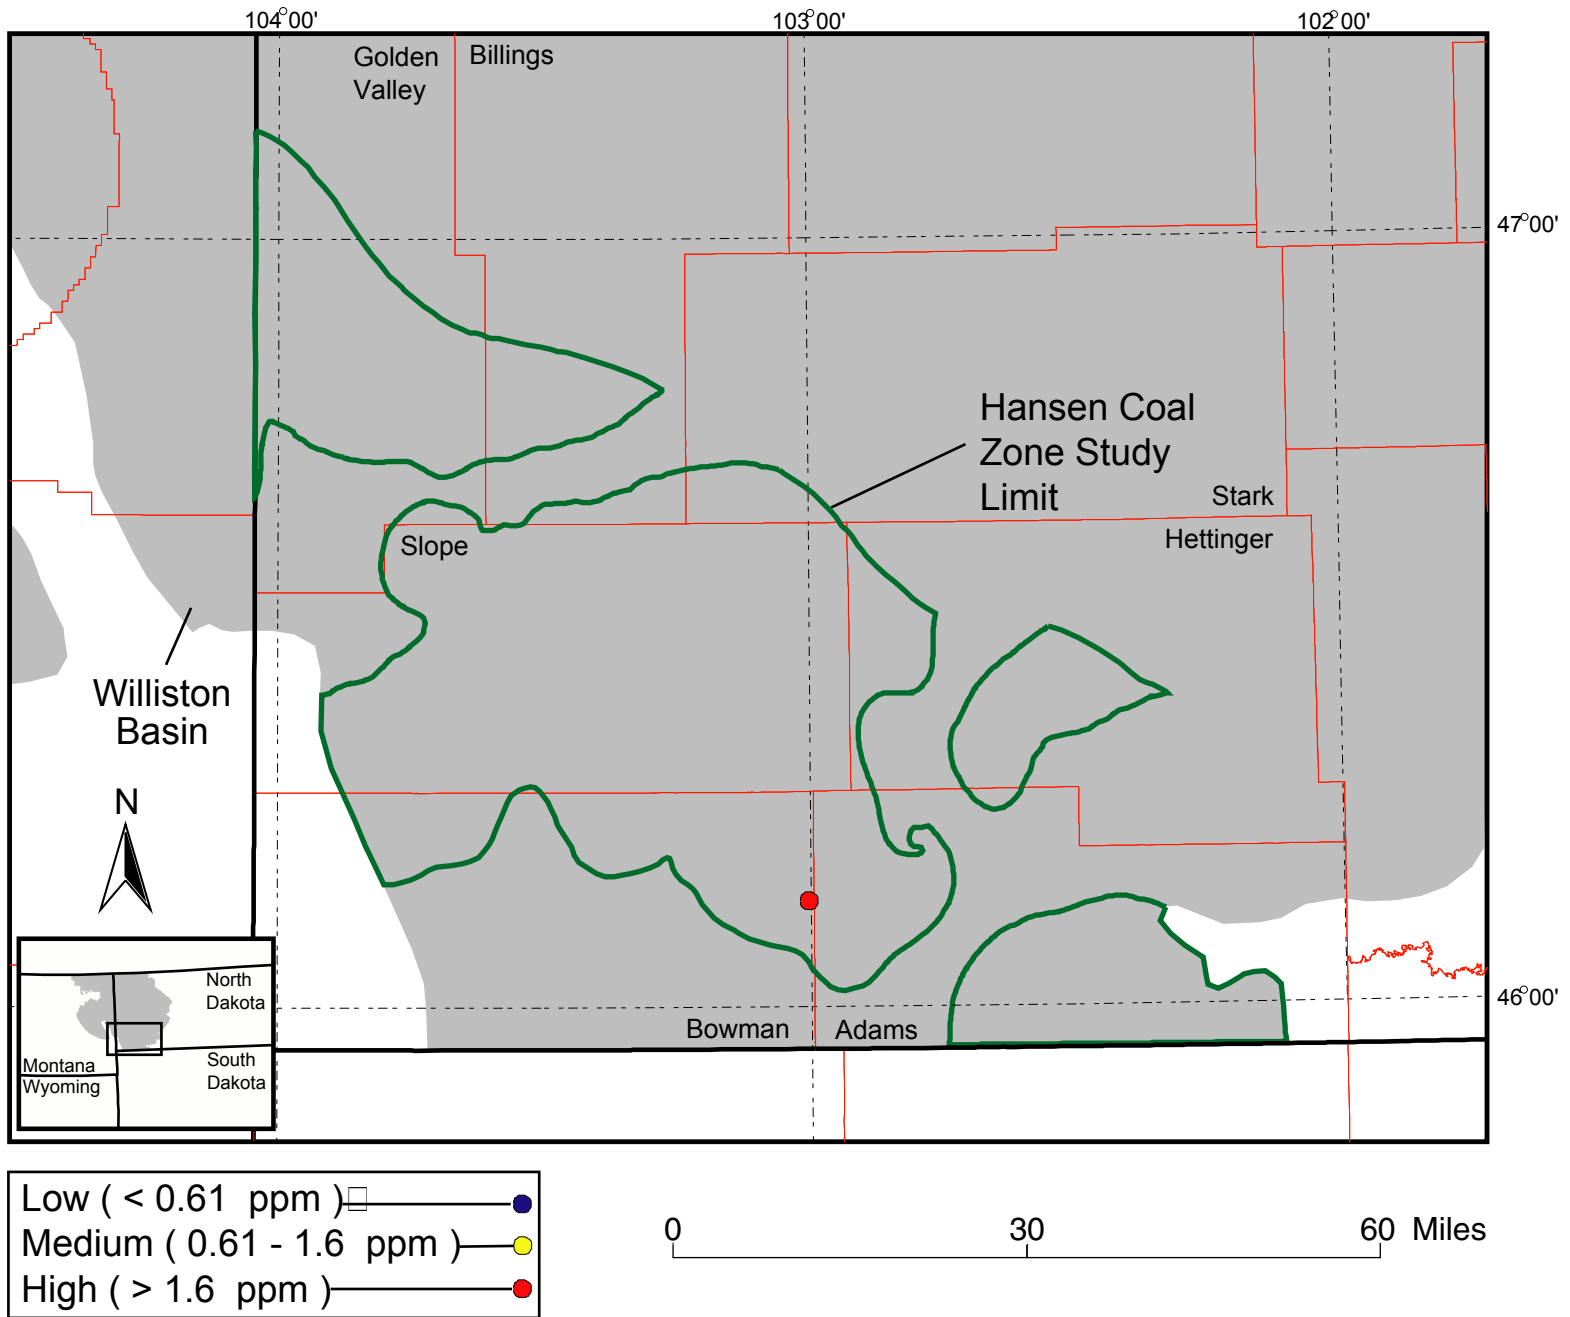 104°00'
103°00'
102°00'
Golden
Valley
Billings
47°00'
Hansen Coal
Zone Study
Limit
Stark
Hettinger
Slope
Williston
Basin
N
46°00'
Bowman
Adams
North
Dakota
Montana
Wyoming
South
Dakota
Low ( < 0.61 ppm )
Medium ( 0.61 - 1.6 ppm )
High ( > 1.6 ppm )
0 30 60 Miles